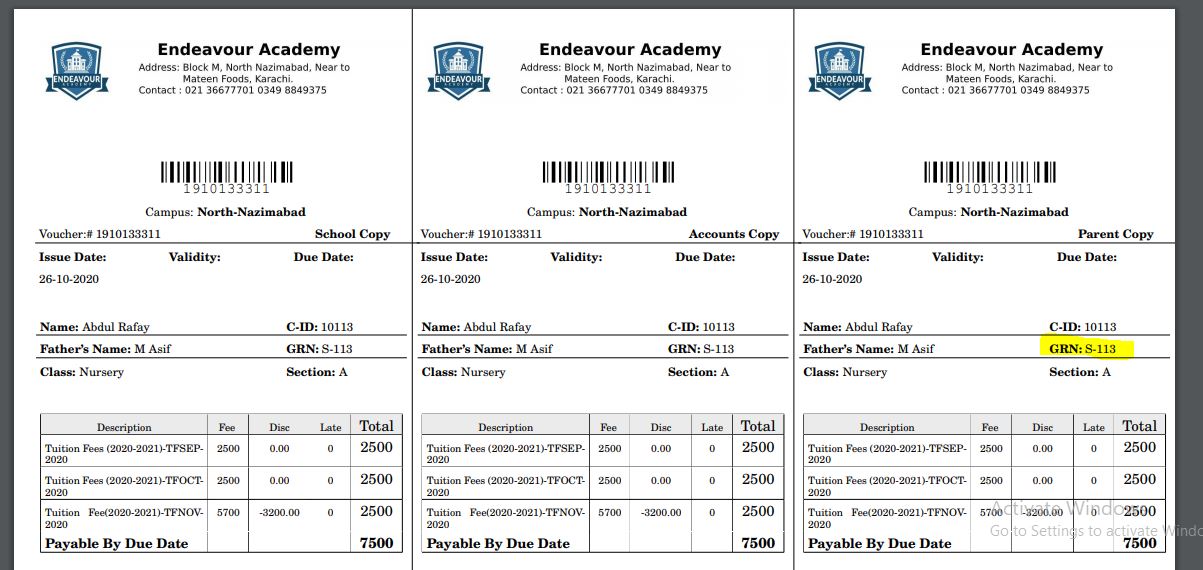 ENDEAVOUR
ACADEMY
Endeavour Academy
Address: Block M, North Nazimabad, Near to
Mateen Foods, Karachi.
Contact : 021 36677701 0349 8849375
1910133311
Campus: North-Nazimabad
Voucher:# 1910133311 School Copy
Issue Date: Validity: Due Date:
26-10-2020
Name: Abdul Rafay C-ID: 10113
Father's Name: M Asif GRN: S-113
Class: Nursery Section: A
Description Fee Disc Late Total
Tuition Fees (2020-2021)-TFSEP- 2500 0.00 0 2500
2020
Tuition Fees (2020-2021)-TFOCT- 2500 0.00 0 2500
2020
Tuition Fee(2020-2021)-TFNOV- 5700 -3200.00 0 2500
2020
Payable By Due Date 7500
ENDEAVOUR
ACADEMY
Endeavour Academy
Address: Block M, North Nazimabad, Near to
Mateen Foods, Karachi.
Contact : 021 36677701 0349 8849375
1910133311
Campus: North-Nazimabad
Voucher:# 1910133311 Accounts Copy
Issue Date: Validity: Due Date:
26-10-2020
Name: Abdul Rafay C-ID: 10113
Father's Name: M Asif GRN: S-113
Class: Nursery Section: A
Description Fee Disc Late Total
Tuition Fees (2020-2021)-TFSEP- 2500 0.00 0 2500
2020
Tuition Fees (2020-2021)-TFOCT- 2500 0.00 0 2500
2020
Tuition Fee(2020-2021)-TFNOV- 5700 -3200.00 0 2500
2020
Payable By Due Date 7500
ENDEAVOUR
ACADEMY
Endeavour Academy
Address: Block M, North Nazimabad, Near to
Mateen Foods, Karachi.
Contact : 021 36677701 0349 8849375
1910133311
Campus: North-Nazimabad
Voucher:# 1910133311 Parent Copy
Issue Date: Validity: Due Date:
26-10-2020
Name: Abdul Rafay C-ID: 10113
Father's Name: M Asif GRN: S-113
Class: Nursery Section: A
Description Fee Disc Late Total
Tuition Fees (2020-2021)-TFSEP- 2500 0.00 0 2500
2020
Tuition Fees (2020-2021)-TFOCT- 2500 0.00 0 2500
2020
Tuition Fee(2020-2021)-TFNOV- 5700 -3200.00 0 2500
2020
Payable By Due Date 7500
Activate Windows
Go to Settings to activate Windo